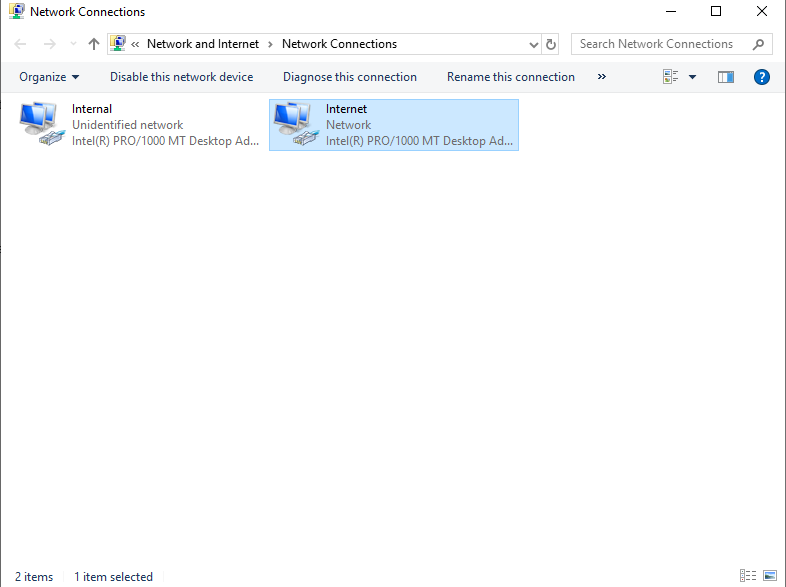 Network Connections
« Network and Internet › Network Connections
Search Network Connections
Organize
Disable this network device
Diagnose this connection
Rename this connection
»
?
Internal
Unidentified network
Intel(R) PRO/1000 MT Desktop Ad...
Internet
Network
Intel(R) PRO/1000 MT Desktop Ad...
2 items
1 item selected